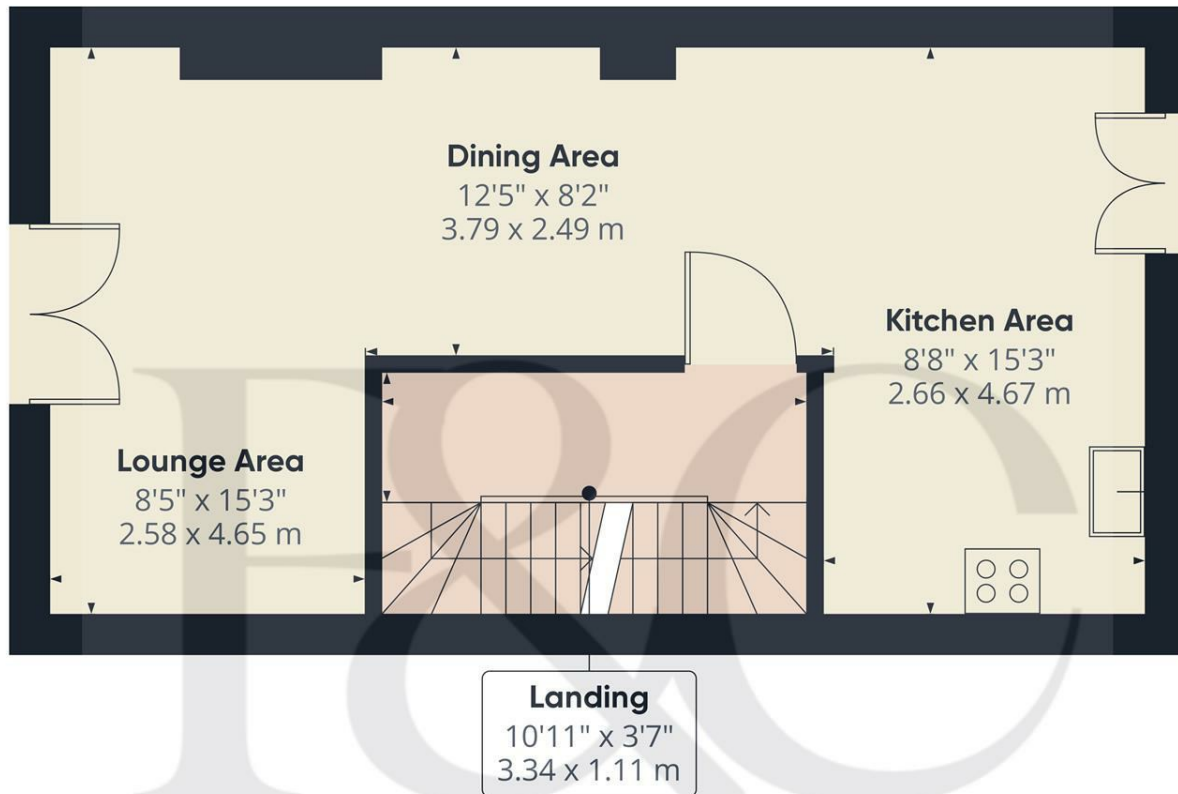 Dining Area
12'5" x 8'2"
3.79 x 2.49 m
Kitchen Area
8'8" x 15'3"
2.66 x 4.67 m
Lounge Area
8'5" x 15'3"
2.58 x 4.65 m
Landing
10'11" x 3'7"
3.34 x 1.11 m
F&C